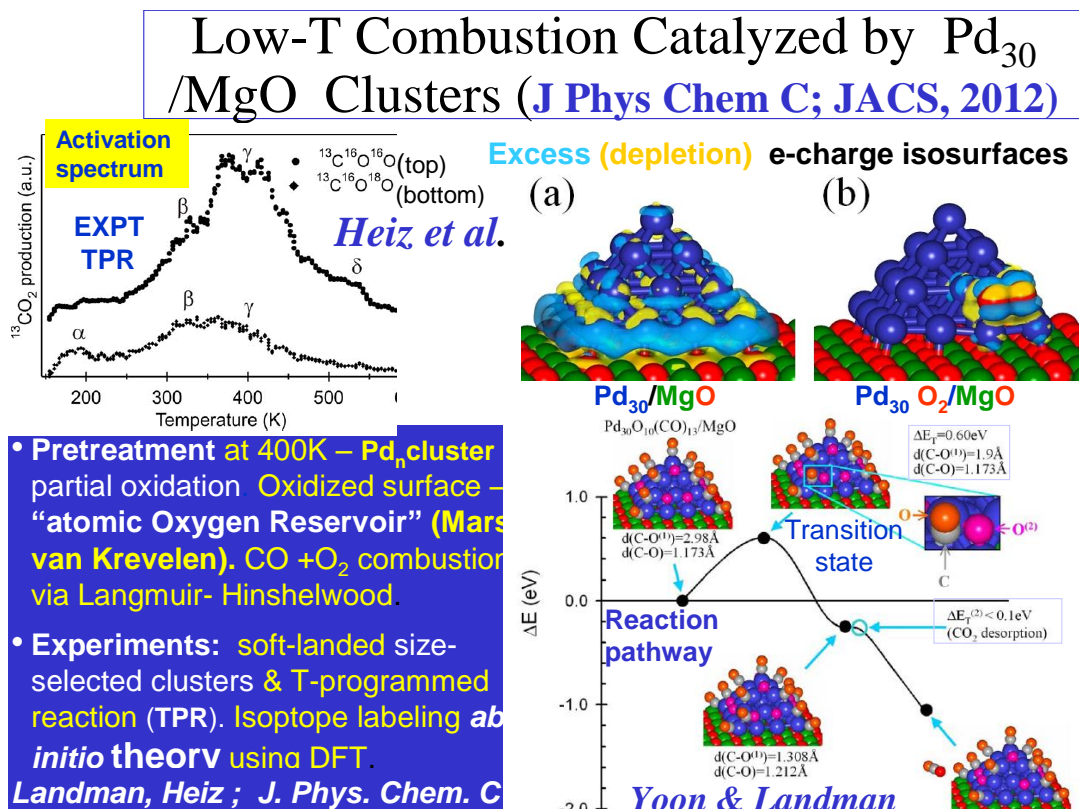 Low-T Combustion Catalyzed by Pd30
/MgO Clusters (J Phys Chem C; JACS, 2012)
Activation
spectrum
EXPT
TPR
13CO2 production (a.u.)
α
β
γ
δ
β
γ
13C16O16O(top)
13C16O18O(bottom)
Heiz et al.
200
300
400
500
Temperature (K)
Excess (depletion) e-charge isosurfaces
(a)
(b)
Pd30/MgO
Pd30 O2/MgO
• Pretreatment at 400K – Pdncluster
partial oxidation. Oxidized surface –
“atomic Oxygen Reservoir” (Mars
van Krevelen). CO +O2 combustion
via Langmuir- Hinshelwood.
• Experiments: soft-landed size-
selected clusters & T-programmed
reaction (TPR). Isoptope labeling ab
initio theory using DFT.
Landman, Heiz ; J. Phys. Chem. C
Pd30O10(CO)13/MgO
ΔET=0.60eV
d(C-O(1))=1.9Å
d(C-O)=1.173Å
1.0
0.0
-1.0
-2.0
ΔE (eV)
d(C-O(1))=2.98Å
d(C-O)=1.173Å
Transition
state
O
O(2)
C
Reaction
pathway
ΔET(2)<0.1eV
(CO2 desorption)
d(C-O(1))=1.308Å
d(C-O)=1.212Å
Yoon & Landman